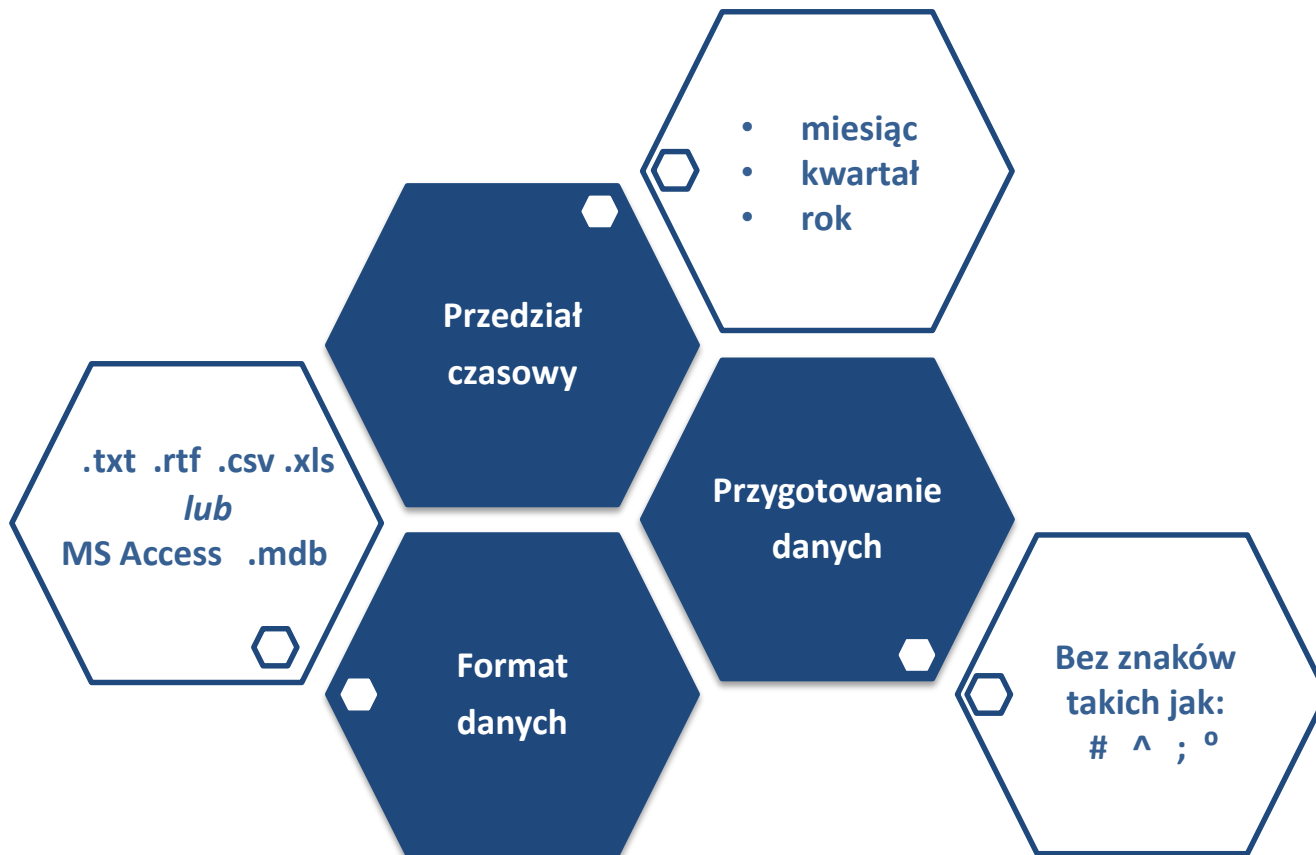 • miesiąc
• kwartał
• rok
Przedział
czasowy
.txt .rtf .csv .xls
lub
MS Access .mdb
Przygotowanie
danych
Format
danych
Bez znaków
takich jak:
# ^ ; º